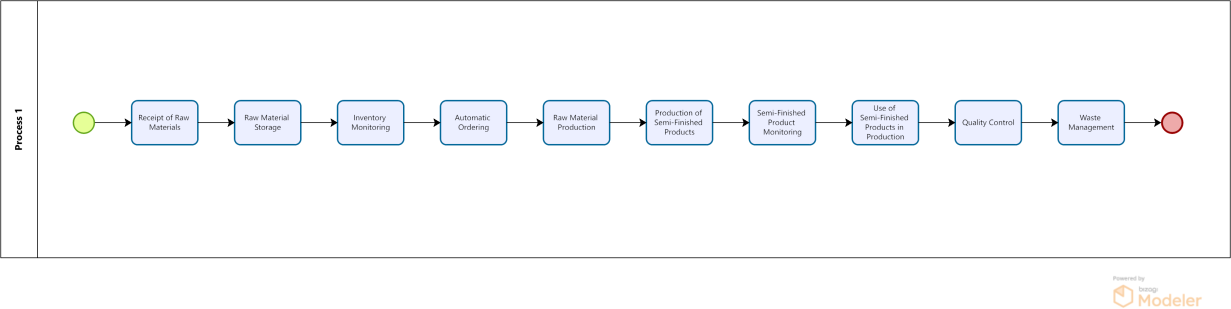 Process 1
Receipt of Raw
Materials
Raw Material
Storage
Inventory
Monitoring
Automatic
Ordering
Raw Material
Production
Production of
Semi-Finished
Products
Semi-Finished
Product
Monitoring
Use of
Semi-Finished
Products in
Production
Quality Control
Waste
Management
Powered by
bizagi
Modeler